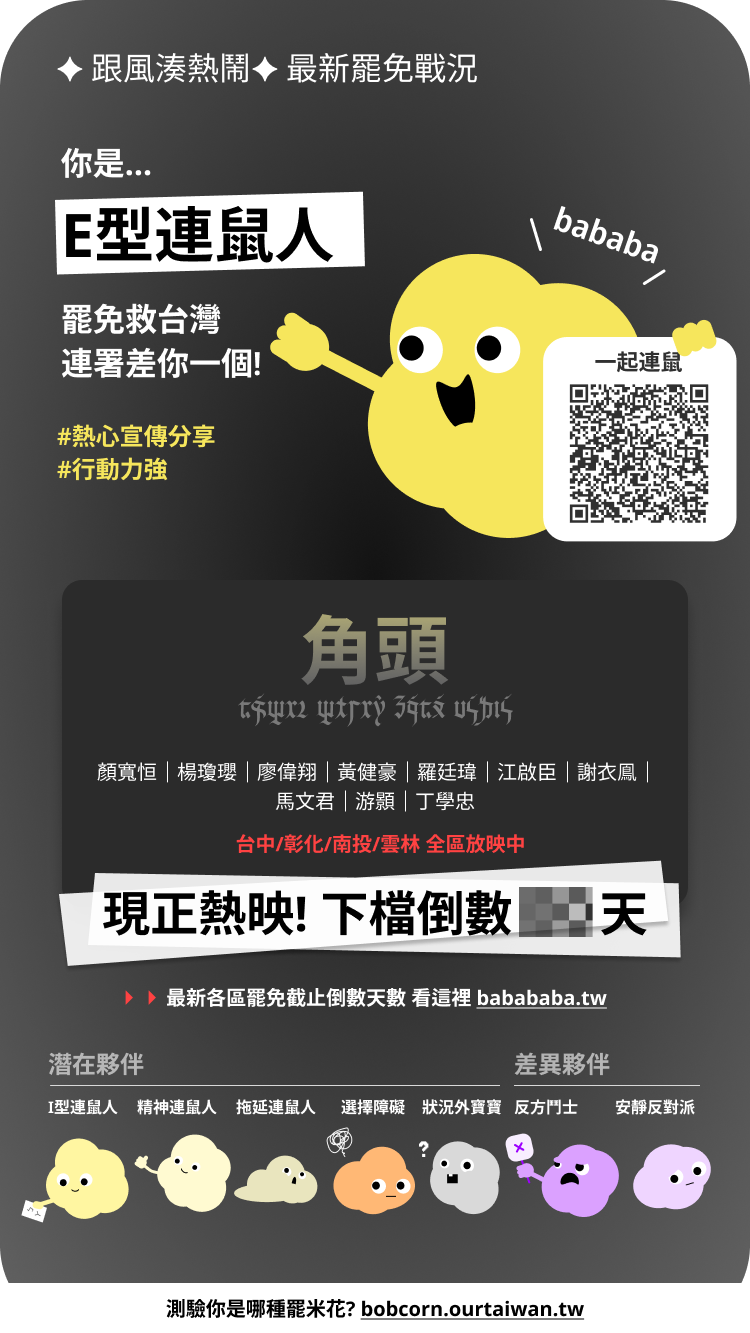 ✦ 跟風湊熱鬧✦ 最新罷免戰況
你是...
E型連鼠人
bababa
罷免救台灣
連署差你一個!
一起連鼠
#熱心宣傳分享
#行動力強
角頭
顏寬恒｜楊瓊瓔｜廖偉翔｜黃健豪｜羅廷瑋｜江啟臣｜謝衣鳯｜
馬文君｜游顥｜丁學忠
台中/彰化/南投/雲林 全區放映中
現正熱映! 下檔倒數 天
最新各區罷免截止倒數天數 看這裡 babababa.tw
潛在夥伴 差異夥伴
I型連鼠人 精神連鼠人 拖延連鼠人 選擇障礙 狀況外寶寶 反方鬥士 安靜反對派
?
測驗你是哪種罷米花? bobcorn.ourtaiwan.tw